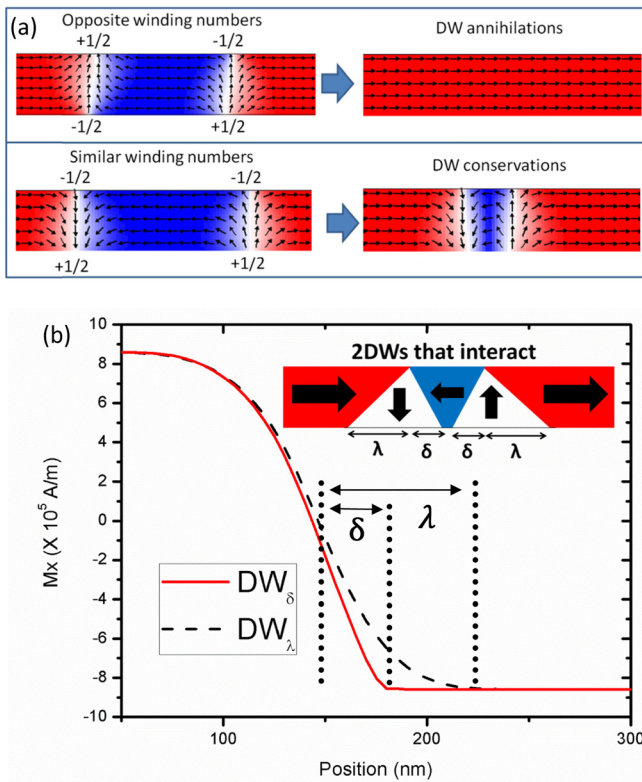 (a)
Opposite winding numbers
DW annihilations
+1/2 -1/2
-1/2 +1/2
Similar winding numbers
DW conservations
-1/2 -1/2
+1/2 +1/2
(b)
2DWs that interact
λ δ δ λ
δ λ
DWδ
DWλ
Mx (X 10⁵ A/m)
10
8
6
4
2
0
-2
-4
-6
-8
-10
100 200 300
Position (nm)